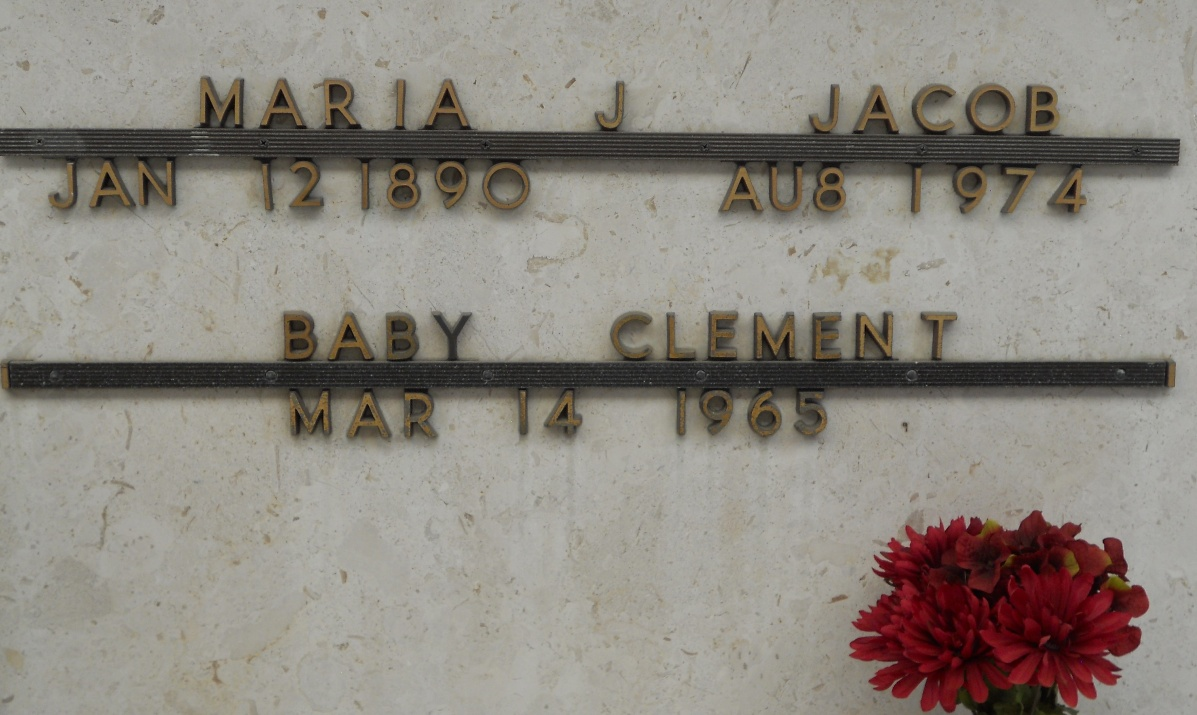 MARIA J JACOB
JAN 12 1890 AU8 1974
BABY CLEMENT
MAR 14 1965